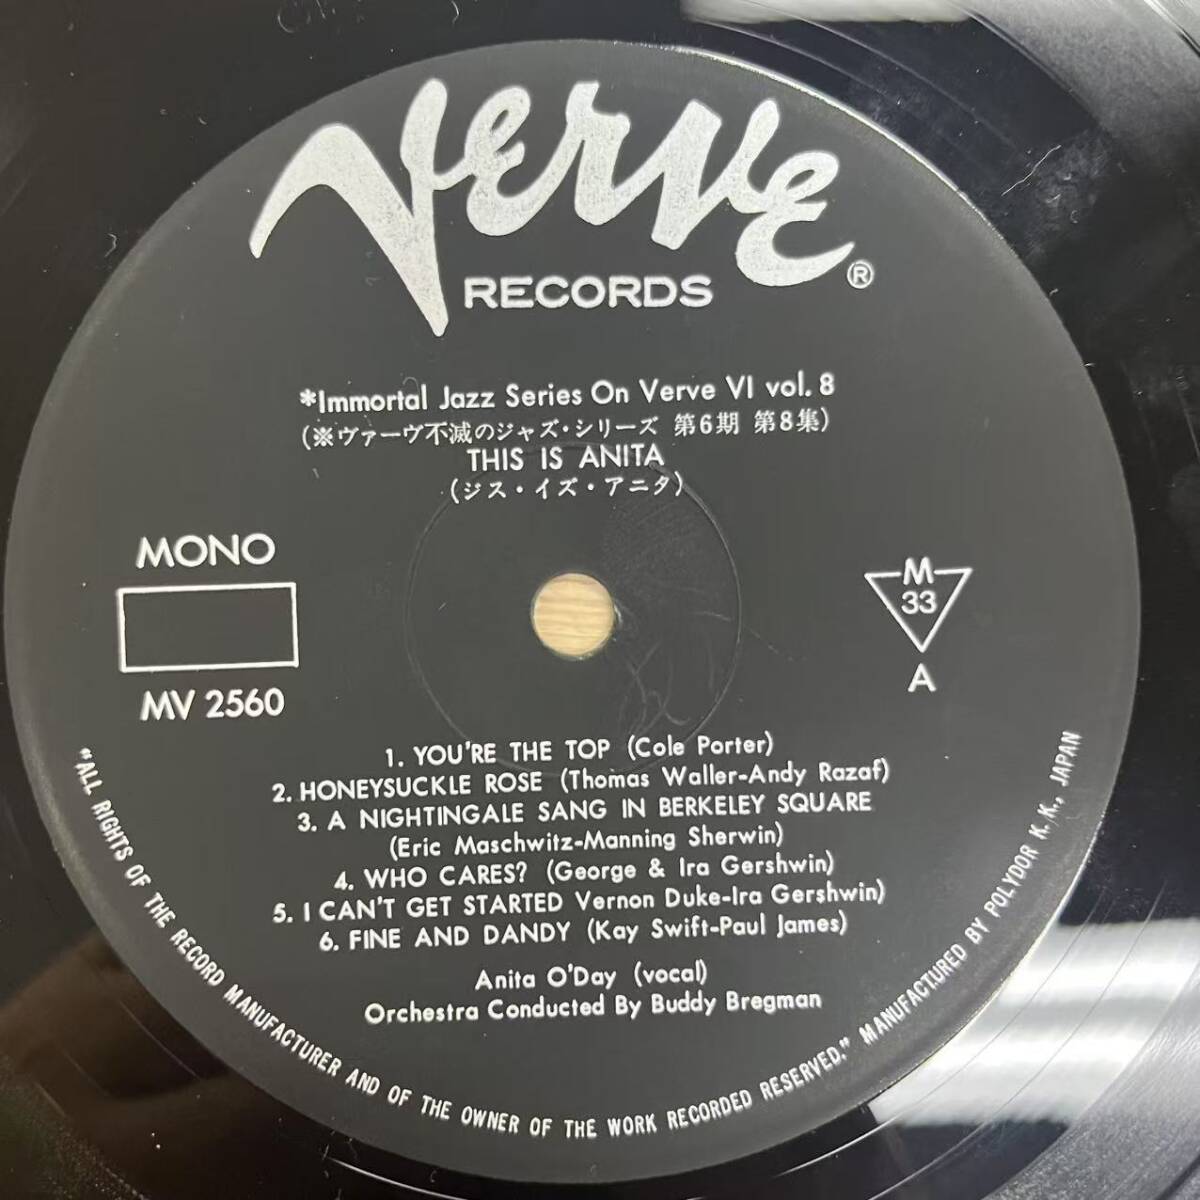 Verve
RECORDS ®
*Immortal Jazz Series On Verve VI vol. 8
(※ヴァーヴ不滅のジャズ・シリーズ 第6期 第8集)
THIS IS ANITA
(ジス・イズ・アニタ)
MONO
MV 2560
M
33
A
1. YOU'RE THE TOP (Cole Porter)
2. HONEYSUCKLE ROSE (Thomas Waller-Andy Razaf)
3. A NIGHTINGALE SANG IN BERKELEY SQUARE
(Eric Maschwitz-Manning Sherwin)
4. WHO CARES? (George & Ira Gershwin)
5. I CAN'T GET STARTED Vernon Duke-Ira Gershwin)
6. FINE AND DANDY (Kay Swift-Paul James)
Anita O'Day (vocal)
Orchestra Conducted By Buddy Bregman
"ALL RIGHTS OF THE RECORD MANUFACTURER AND OF THE OWNER OF THE WORK RECORDED RESERVED." MANUFACTURED BY POLYDOR K. K., JAPAN